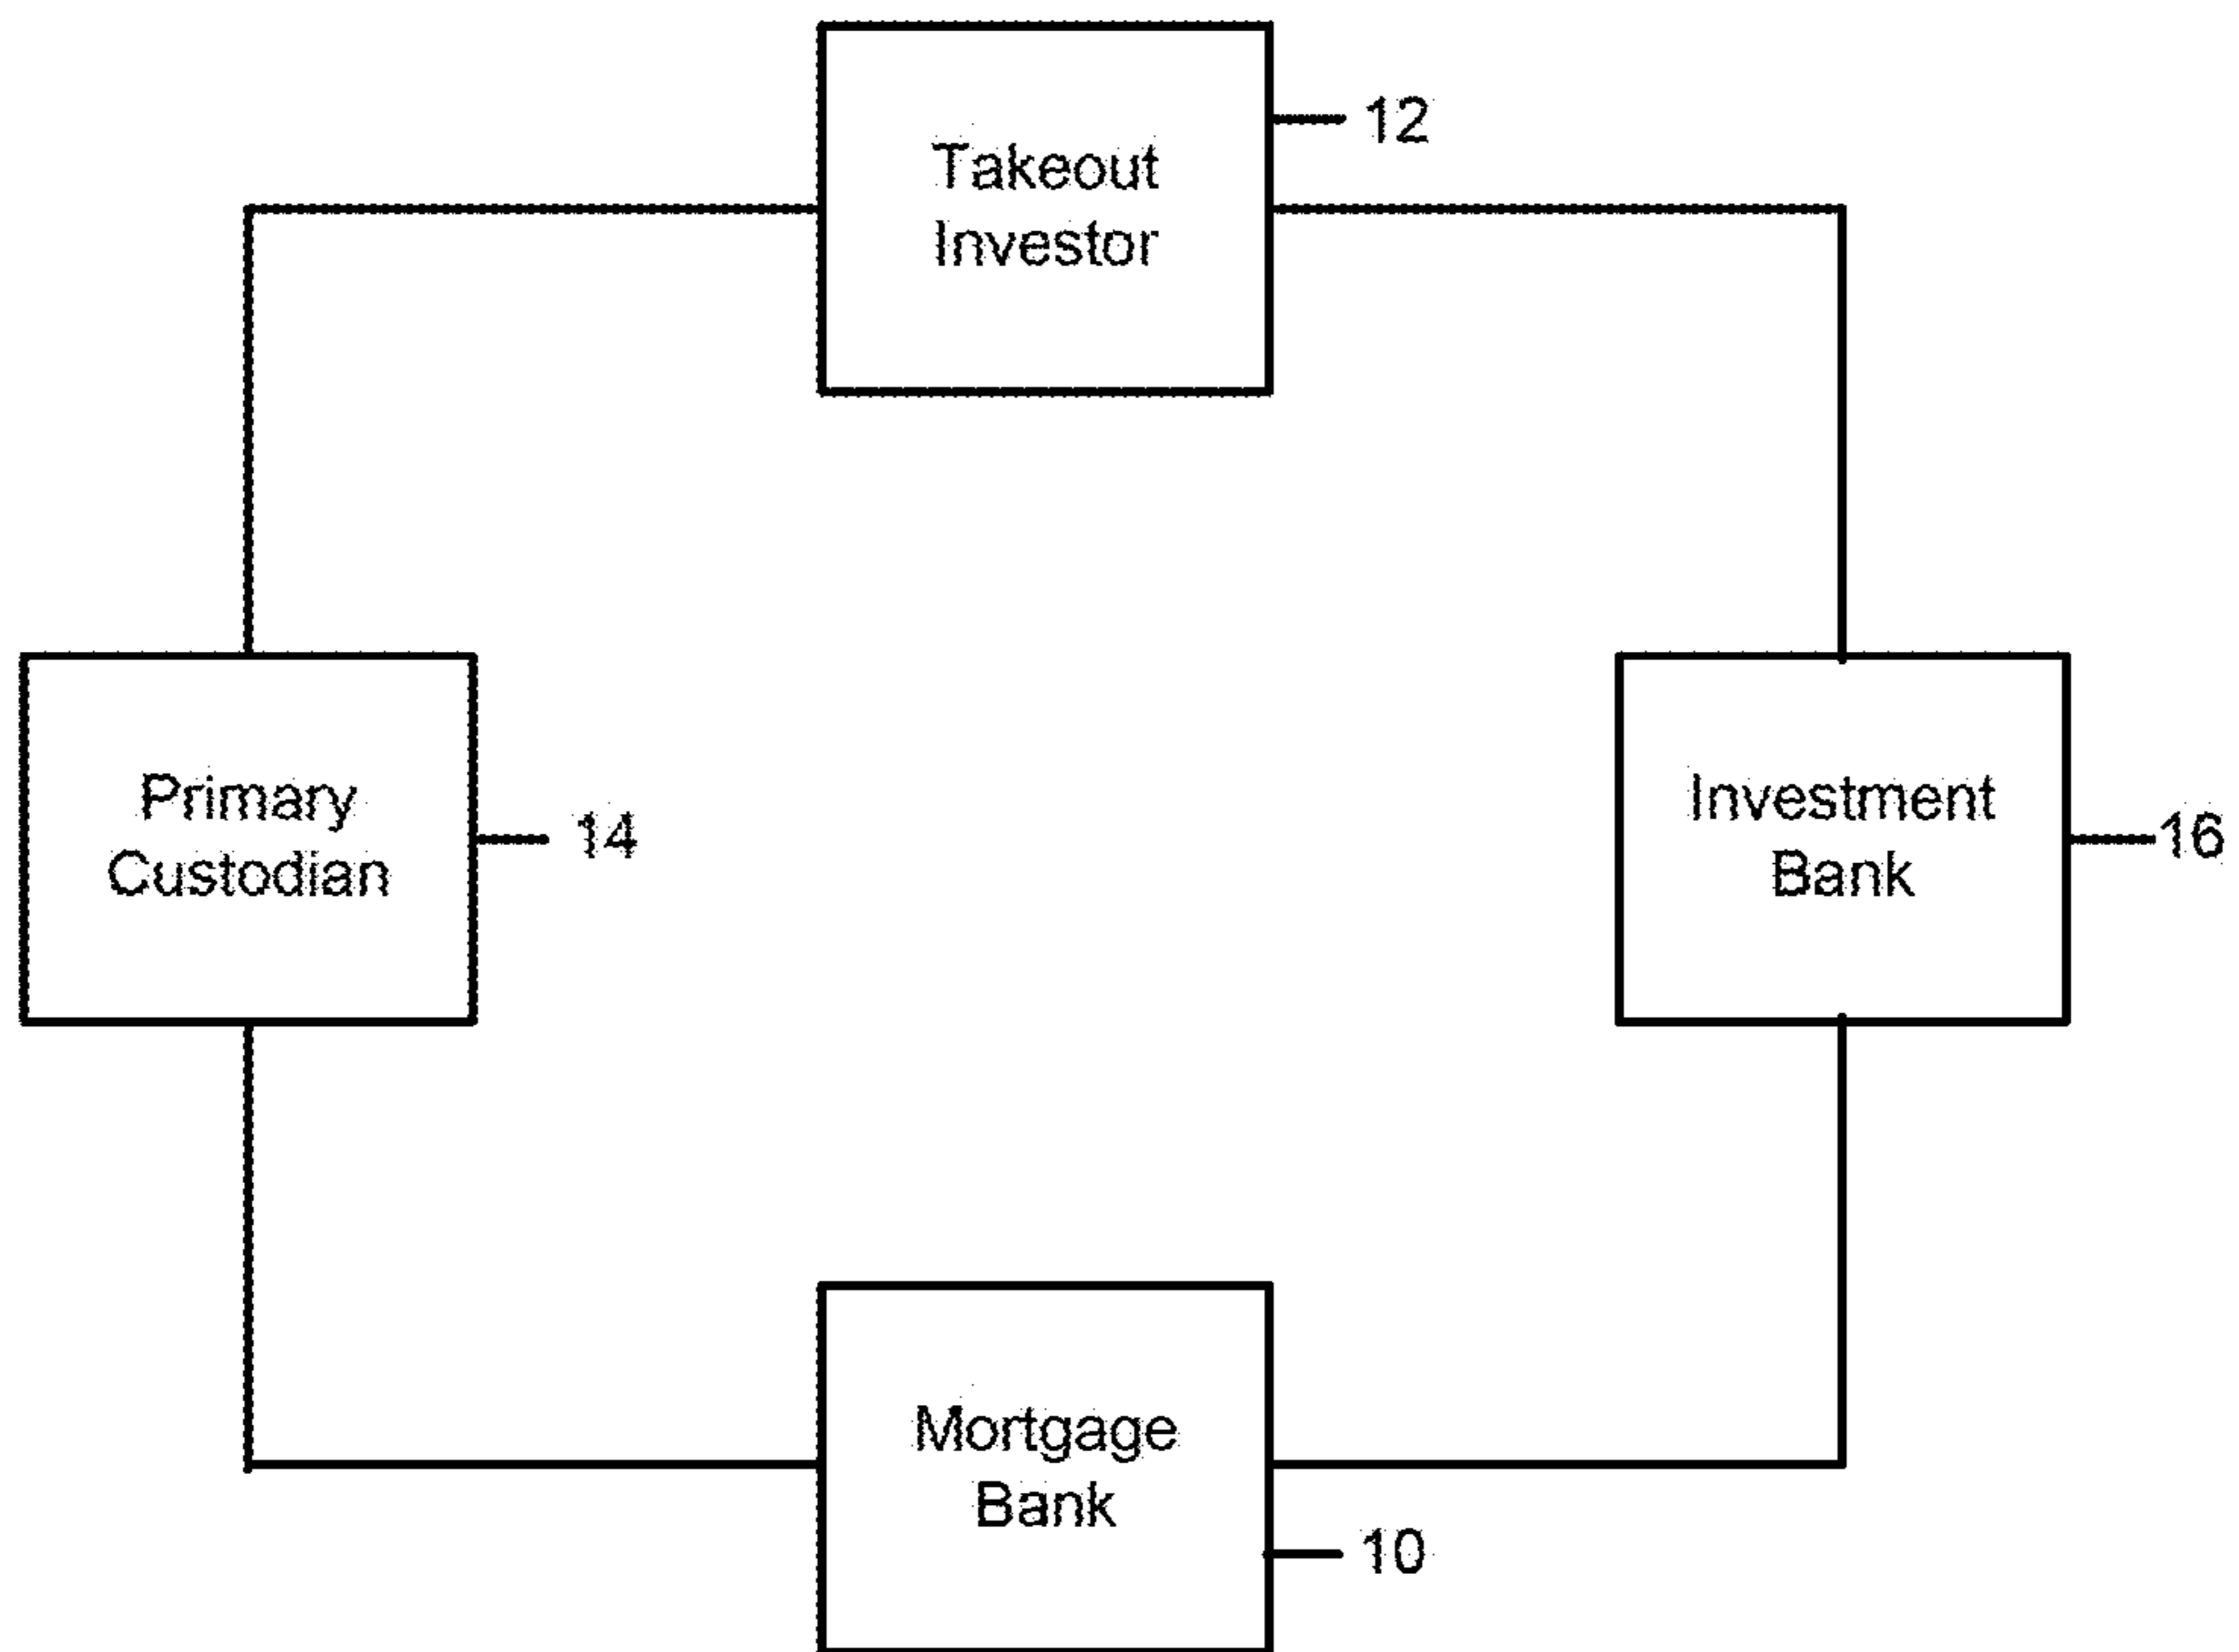 Takeout
Investor
12
Primary
Custodian
14
Investment
Bank
16
Mortgage
Bank
10